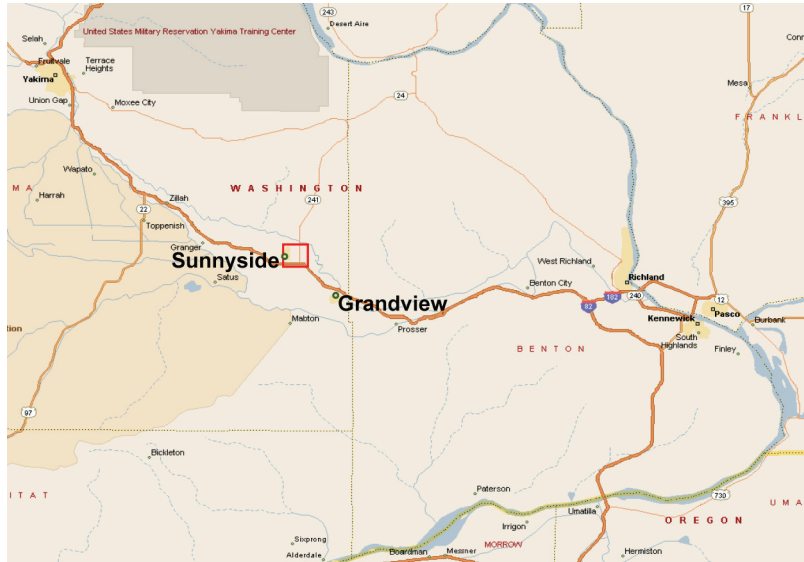 243
Desert Aire
17
Selah
United States Military Reservation Yakima Training Center
Fruitvale
Terrace
Heights
Yakima
Union Gap
Moxee City
24
Mesa
FRANKL
Wapato
WASHINGTON
MA
Harrah
Zillah
241
395
22
Toppenish
Granger
Sunnyside
Satus
West Richland
Richland
Benton City
Grandview
82
182
240
12
Pasco
Kennewick
Burbank
Mabton
Prosser
South
Highlands
Finley
BENTON
tion
97
Bickleton
ITAT
Paterson
730
UMA
Umatilla
Irrigon
OREGON
Sixprong
MORROW
Alderdale
Boardman
Messner
Hermiston